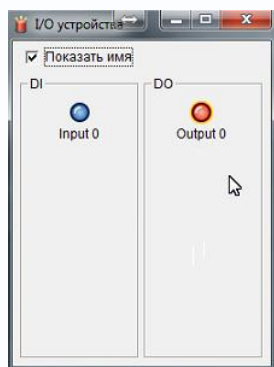 I/O устройства
Показать имя
DI
DO
Input 0
Output 0